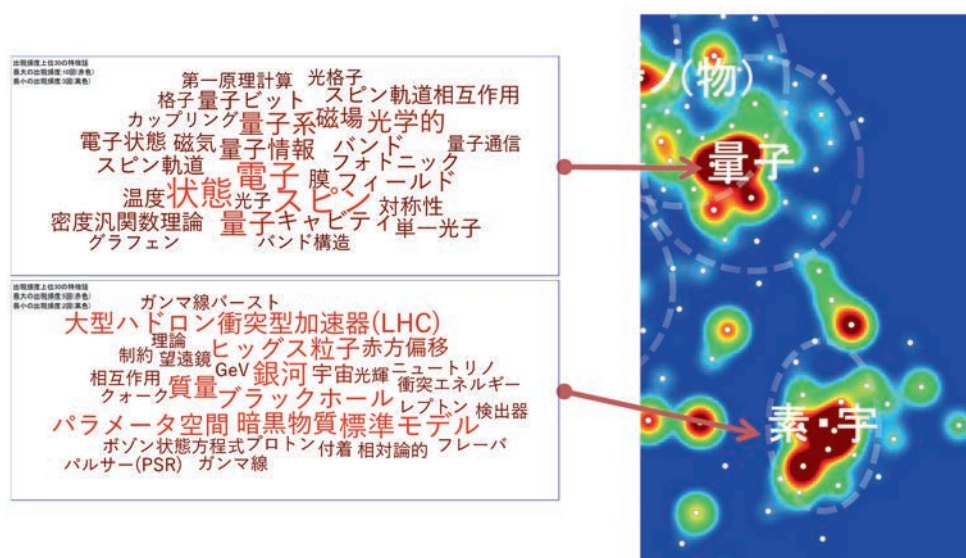 出現頻度上位30の特徴語
最大の出現頻度:10回(赤色)
最小の出現頻度:3回(黒色)
第一原理計算 光格子
格子 量子ビット スピン軌道相互作用
カップリング 量子系 磁場 光学的
電子状態 磁気 量子情報 バンド 量子通信
スピン軌道 電子 膜 フォトニック
フィールド
温度 状態 光子 スピン 対称性
密度汎関数理論 量子 キャビティ 単一光子
グラフェン バンド構造
出現頻度上位30の特徴語
最大の出現頻度:5回(赤色)
最小の出現頻度:2回(黒色)
ガンマ線バースト
大型ハドロン衝突型加速器(LHC)
理論 ヒッグス粒子 赤方偏移
制約 望遠鏡
相互作用 GeV 銀河 宇宙 光輝 ニュートリノ
クォーク 質量 ブラックホール 衝突エネルギー
レプトン 検出器
パラメータ空間 暗黒物質 標準モデル
ボゾン 状態方程式 プロトン 付着 相対論的 フレーバ
パルサー(PSR) ガンマ線
ノ(物)
量子
素・宇